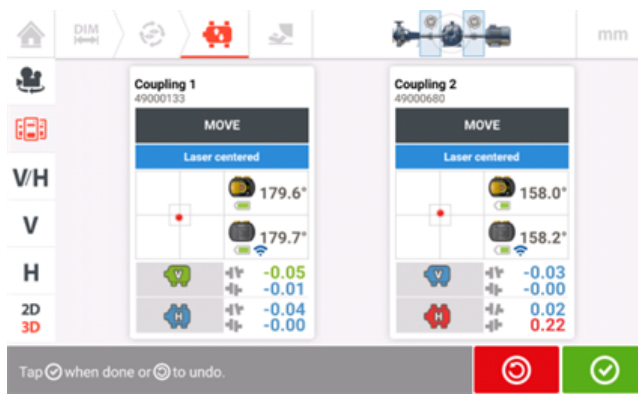 DIM
mm
Coupling 1
49000133
MOVE
Laser centered
179.6°
179.7°
V
-0.05
-0.01
H
-0.04
-0.00
Coupling 2
49000680
MOVE
Laser centered
158.0°
158.2°
V
-0.03
-0.00
H
0.02
0.22
V/H
V
H
2D
3D
Tap when done or to undo.